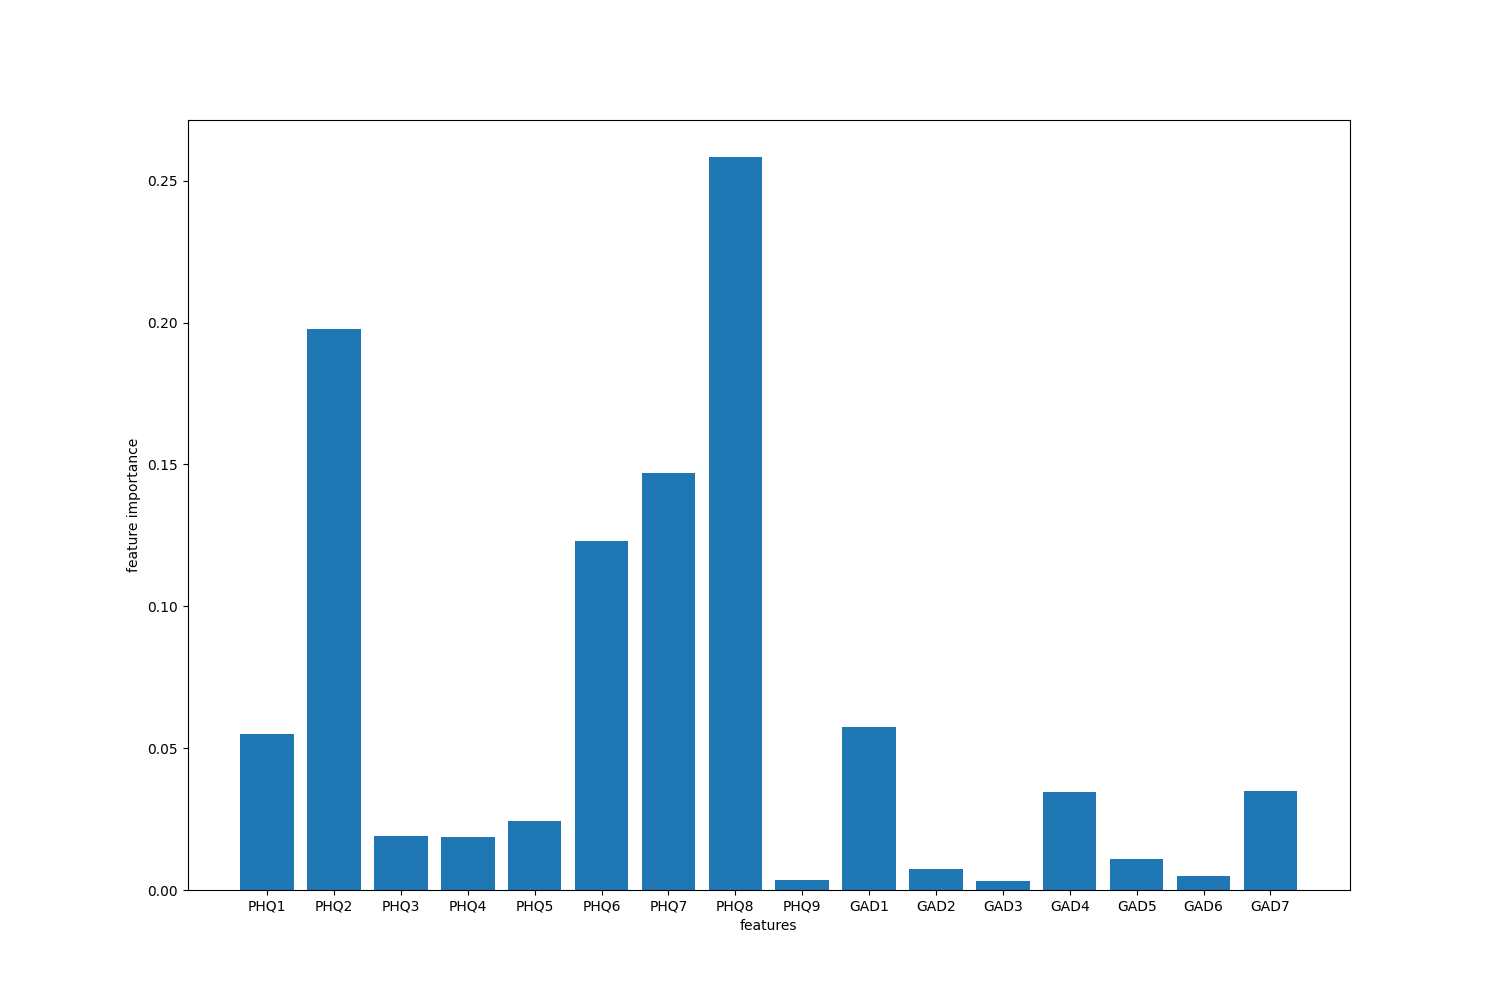 0.25
0.20
0.15
0.10
0.05
0.00
feature importance
PHQ1 PHQ2 PHQ3 PHQ4 PHQ5 PHQ6 PHQ7 PHQ8 PHQ9 GAD1 GAD2 GAD3 GAD4 GAD5 GAD6 GAD7
features